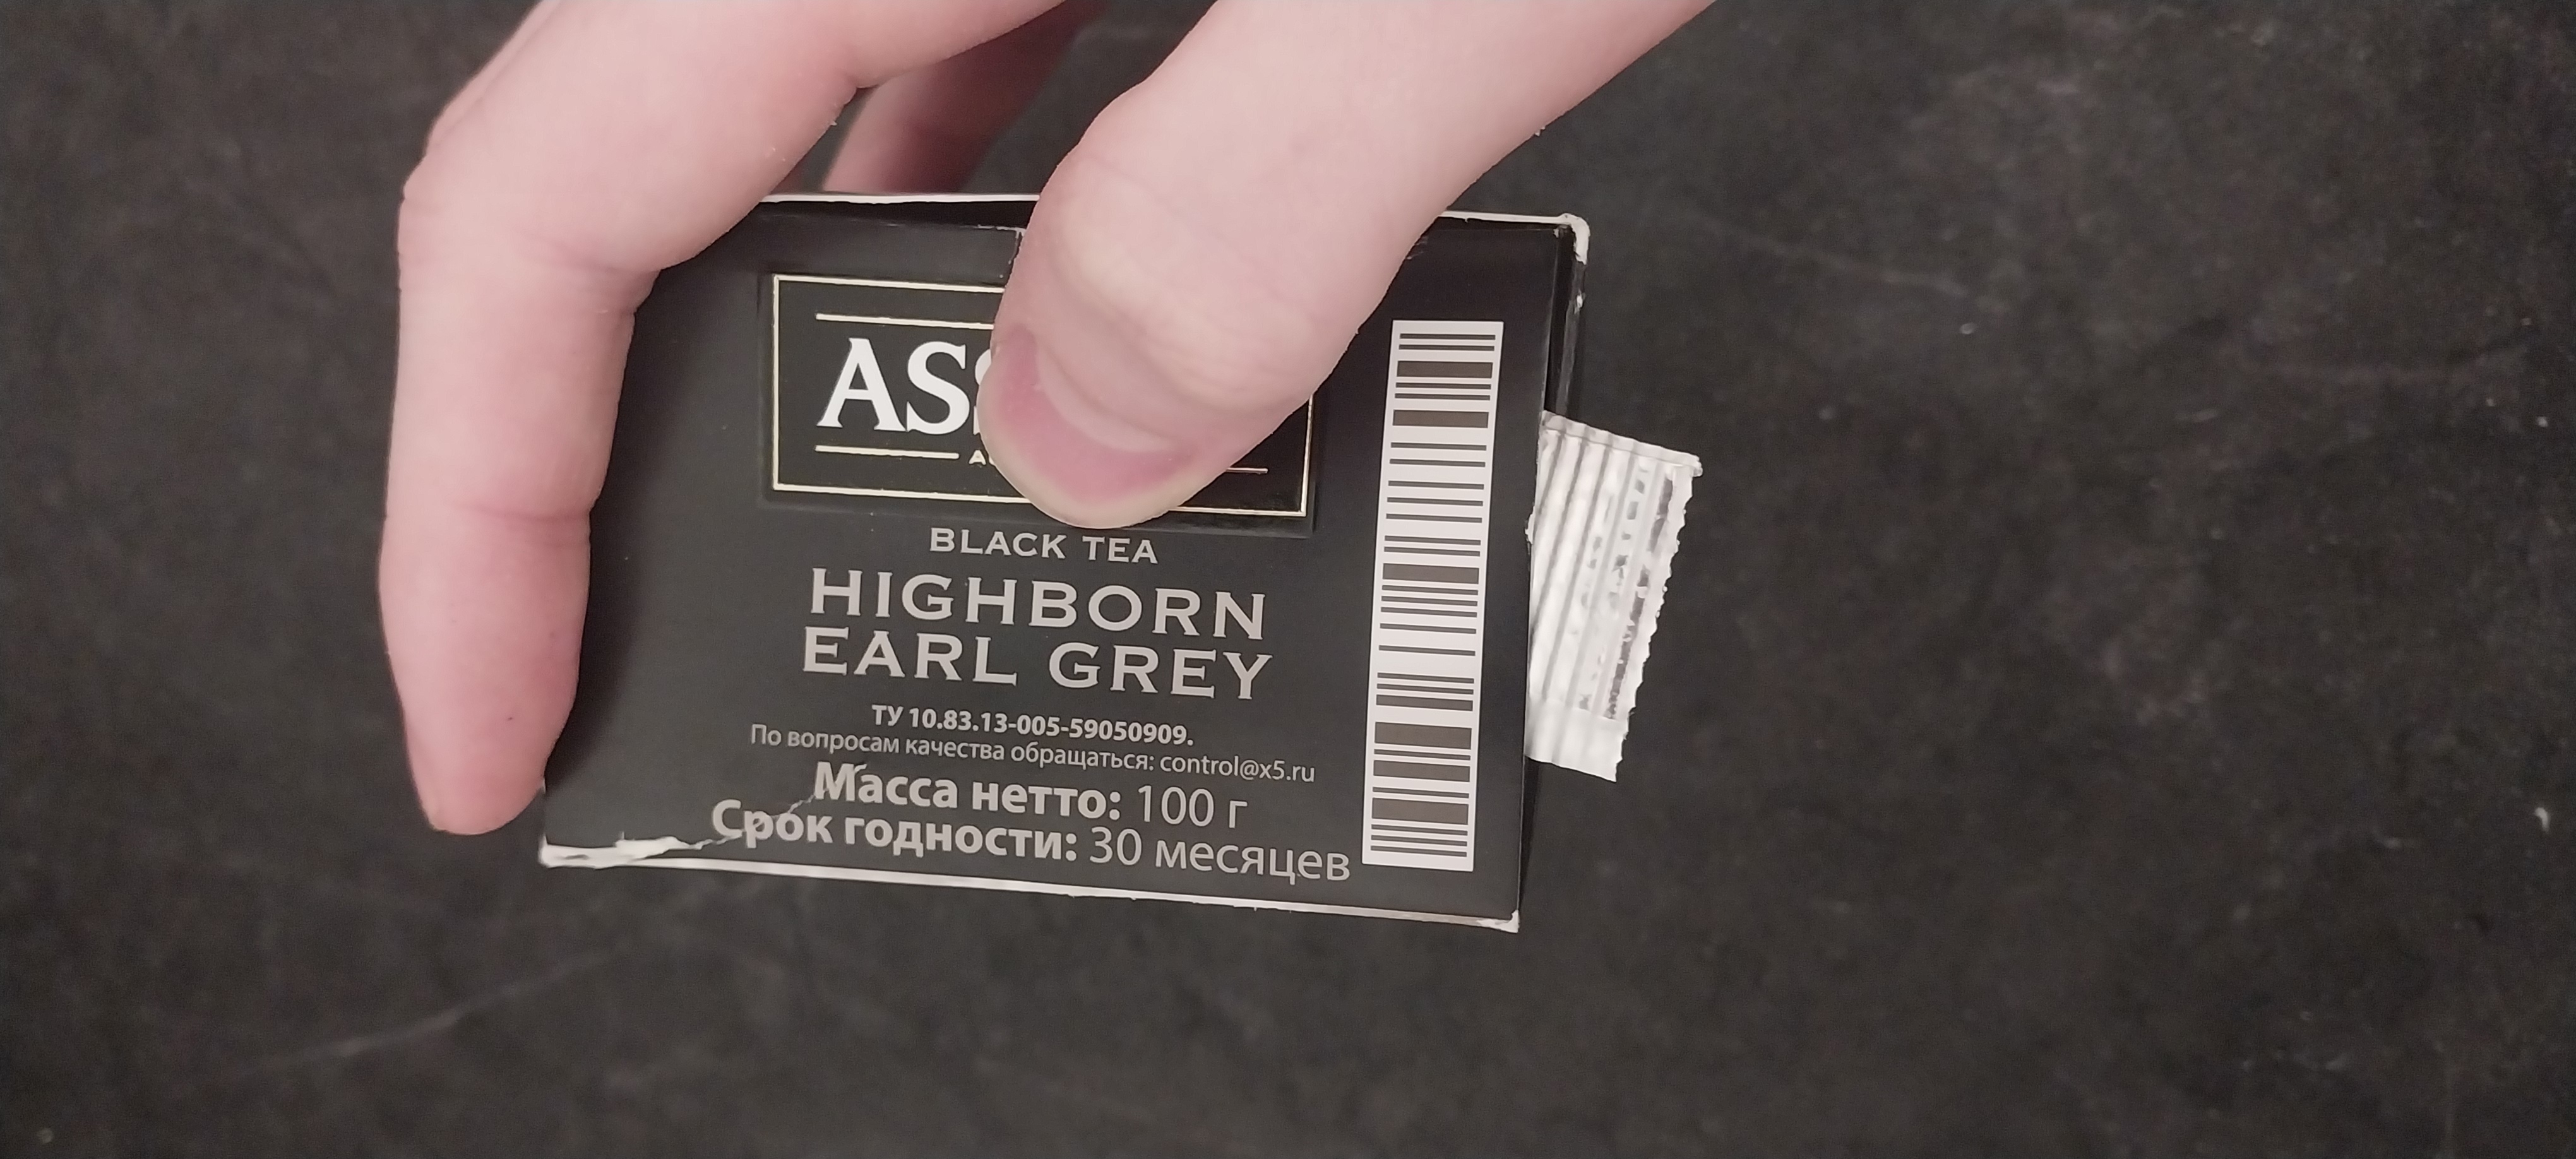 AS
BLACK TEA
HIGHBORN
EARL GREY
ТУ 10.83.13-005-59050909.
По вопросам качества обращаться: control@x5.ru
Масса нетто: 100 г
Срок годности: 30 месяцев